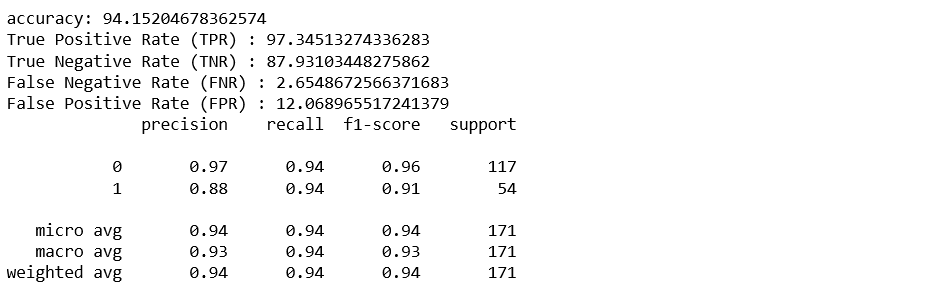 accuracy: 94.15204678362574
True Positive Rate (TPR) : 97.34513274336283
True Negative Rate (TNR) : 87.93103448275862
False Negative Rate (FNR) : 2.6548672566371683
False Positive Rate (FPR) : 12.068965517241379
precision recall f1-score support
0 0.97 0.94 0.96 117
1 0.88 0.94 0.91 54
micro avg 0.94 0.94 0.94 171
macro avg 0.93 0.94 0.93 171
weighted avg 0.94 0.94 0.94 171